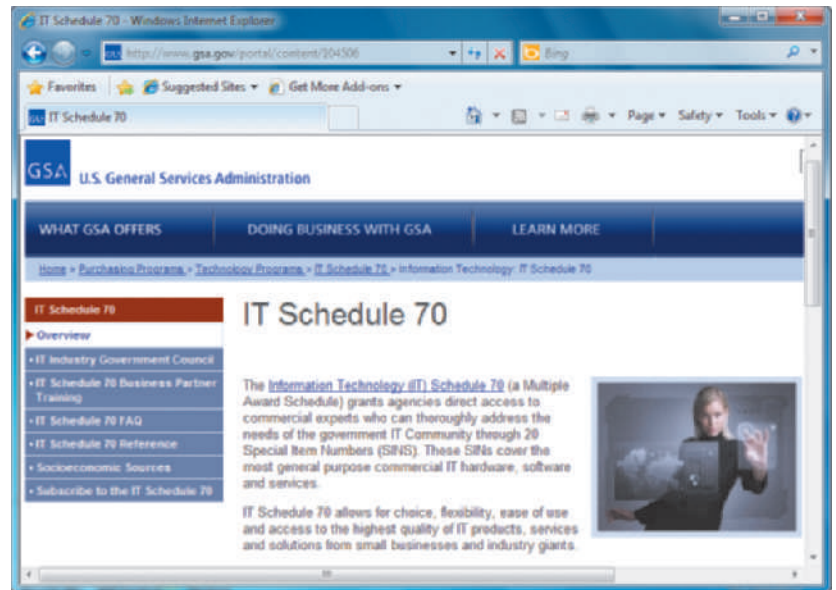 IT Schedule 70 - Windows Internet Explorer
http://www.gsa.gov/portal/content/104506
Bing
Favorites Suggested Sites Get More Add-ons
IT Schedule 70
Page Safety Tools
GSA U.S. General Services Administration
WHAT GSA OFFERS DOING BUSINESS WITH GSA LEARN MORE
Home > Purchasing Programs > Technology Programs > IT Schedule 70 > Information Technology: IT Schedule 70
IT Schedule 70
Overview
IT Industry Government Council
IT Schedule 70 Business Partner
Training
IT Schedule 70 FAQ
IT Schedule 70 Reference
Socioeconomic Sources
Subscribe to the IT Schedule 70
IT Schedule 70
The Information Technology (IT) Schedule 70 (a Multiple
Award Schedule) grants agencies direct access to
commercial experts who can thoroughly address the
needs of the government IT Community through 20
Special Item Numbers (SINS). These SINs cover the
most general purpose commercial IT hardware, software
and services.
IT Schedule 70 allows for choice, flexibility, ease of use
and access to the highest quality of IT products, services
and solutions from small businesses and industry giants.